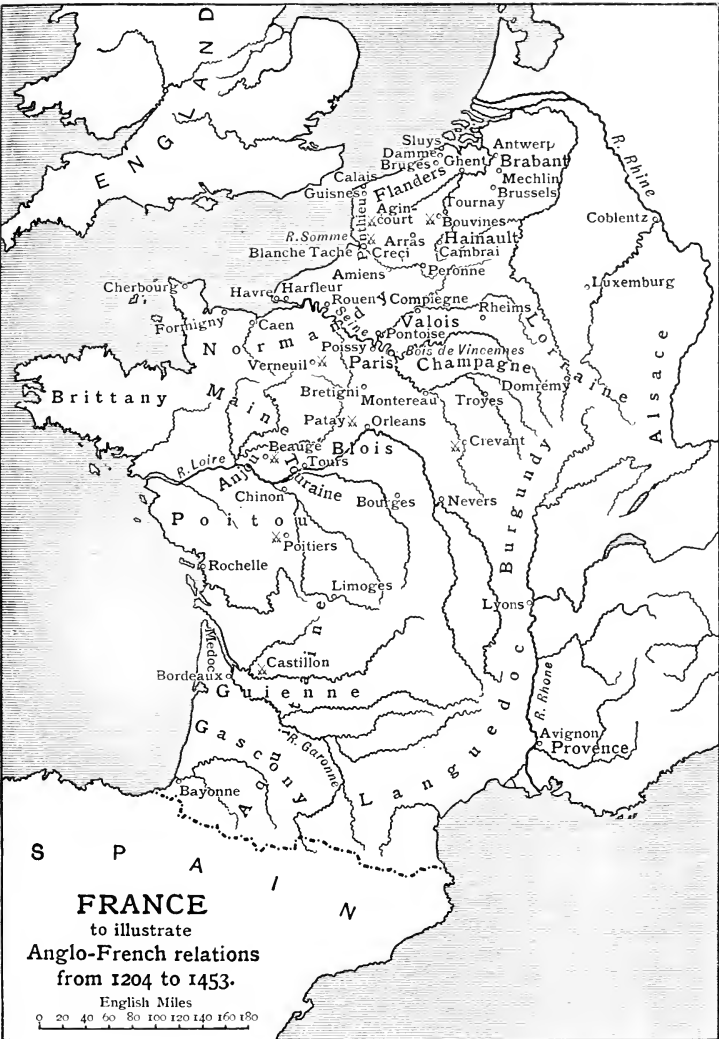 ENGLAND
Sluys
Damme
Bruges
Ghent
Antwerp
Brabant
Mechlin
Brussels
R. Rhine
Calais
Guisnes
Flanders
Tournay
Bouvines
Coblentz
Ponthieu
Agin-
court
R. Somme
Arras
Hainault
Blanche Tache
Creçi
Cambrai
Amiens
Peronne
Luxemburg
Cherbourg
Havre
Harfleur
Rouen
Compiègne
Rheims
Formigny
Caen
Seine
Valois
Pontoise
Normandy
Poissy
Paris
Bois de Vincennes
Lorraine
Verneuil
Champagne
Alsace
Domrémy
Brittany
Maine
Bretigni
Montereau
Troyes
Patay
Orleans
Beaugé
Blois
Crevant
R. Loire
Anjou
Touraine
Tours
Chinon
Bourges
Nevers
Burgundy
Poitou
Poitiers
Rochelle
Limoges
Lyons
Medoc
Castillon
Bordeaux
Guienne
Aquitaine
R. Rhone
Gascony
R. Garonne
Languedoc
Avignon
Provence
Bayonne
SPAIN
FRANCE
to illustrate
Anglo-French relations
from 1204 to 1453.
English Miles
0 20 40 60 80 100 120 140 160 180